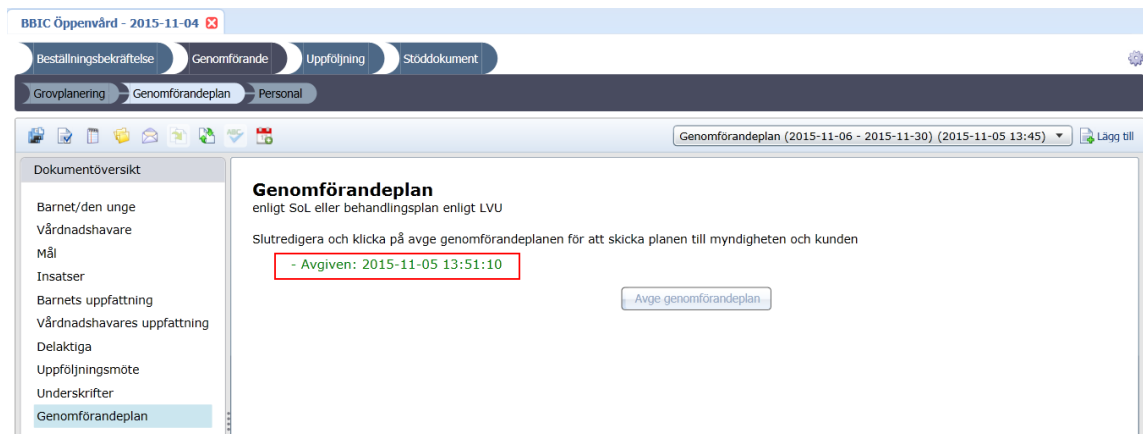 BBIC Öppenvård - 2015-11-04
Beställningsbekräftelse Genomförande Uppföljning Stöddokument
Grovplanering Genomförandeplan Personal
Genomförandeplan (2015-11-06 - 2015-11-30) (2015-11-05 13:45) Lägg till
Dokumentöversikt
Barnet/den unge
Vårdnadshavare
Mål
Insatser
Barnets uppfattning
Vårdnadshavares uppfattning
Delaktiga
Uppföljningsmöte
Underskrifter
Genomförandeplan
Genomförandeplan
enligt SoL eller behandlingsplan enligt LVU
Slutredigera och klicka på avge genomförandeplanen för att skicka planen till myndigheten och kunden
- Avgiven: 2015-11-05 13:51:10
Avge genomförandeplan